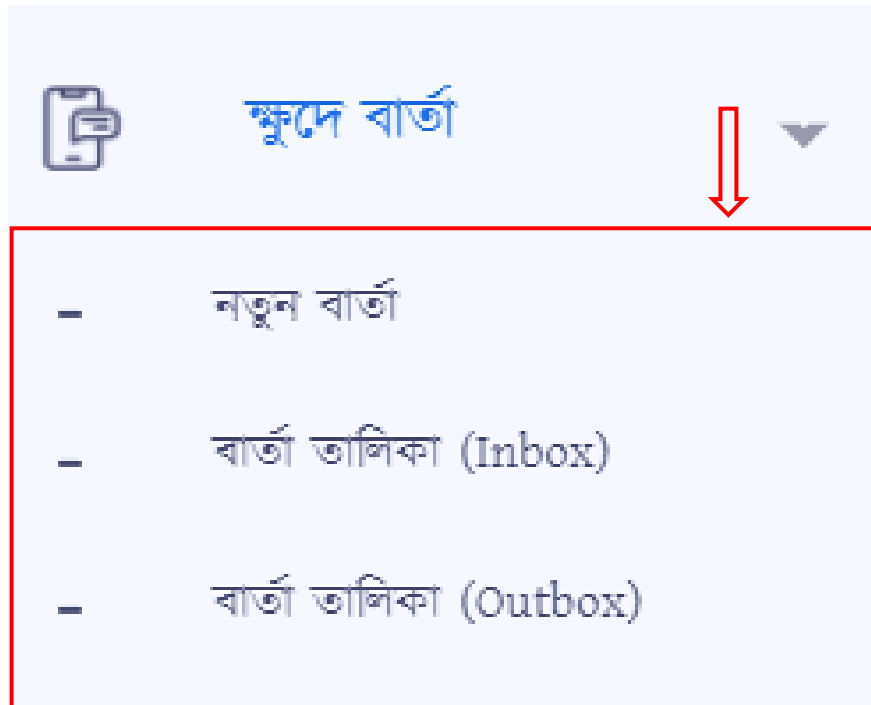 ক্ষুদে বার্তা
- নতুন বার্তা
- বার্তা তালিকা (Inbox)
- বার্তা তালিকা (Outbox)